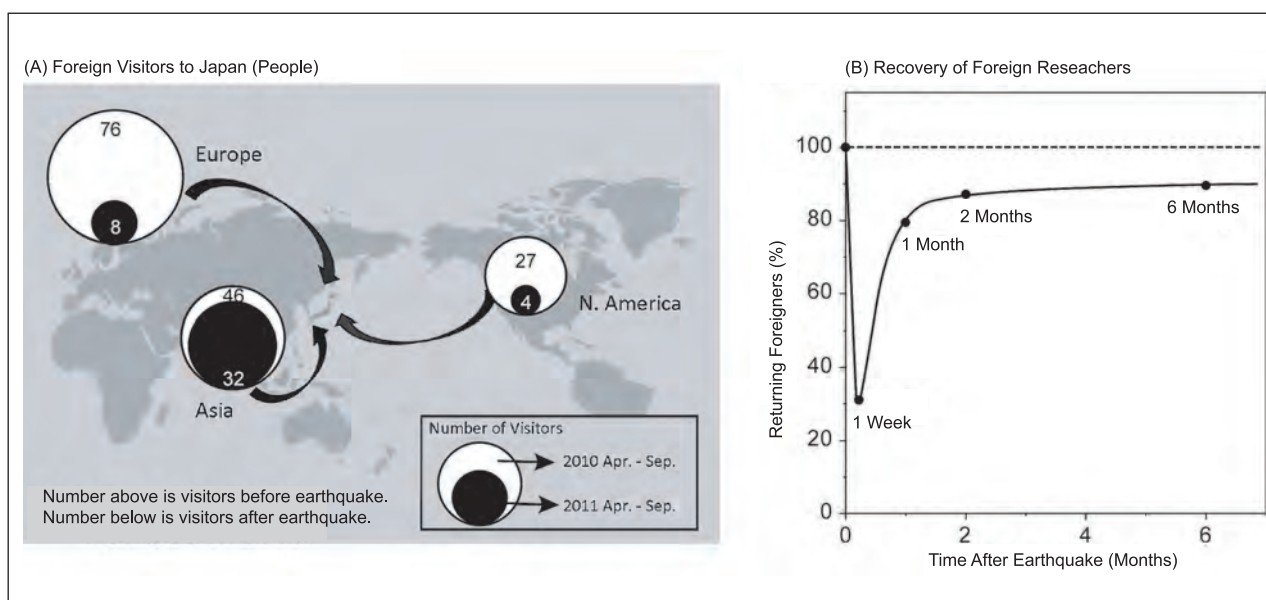 (A) Foreign Visitors to Japan (People)
76
Europe
8
46
32
Asia
27
4
N. America
Number of Visitors
2010 Apr. - Sep.
2011 Apr. - Sep.
Number above is visitors before earthquake.
Number below is visitors after earthquake.
(B) Recovery of Foreign Reseachers
Returning Foreigners (%)
100
80
60
40
20
0
1 Week
1 Month
2 Months
6 Months
0 2 4 6
Time After Earthquake (Months)